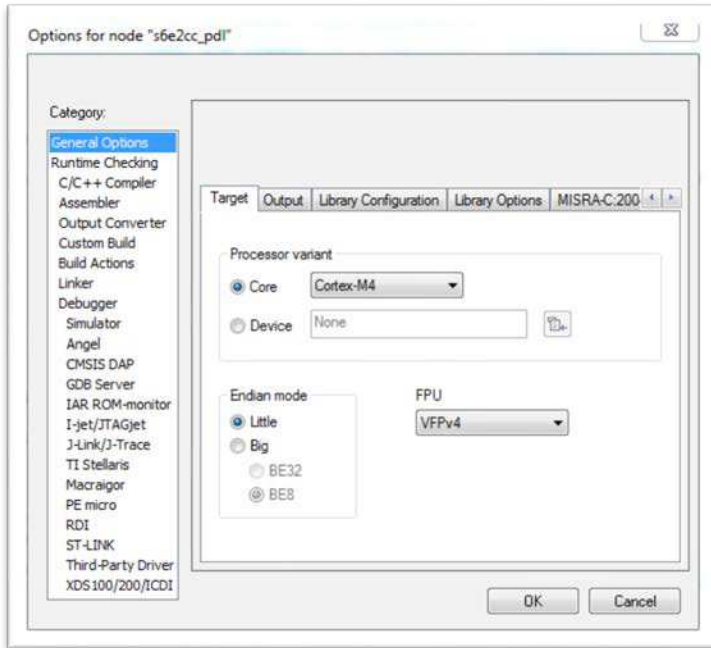 Options for node "s6e2cc_pdl"
Category:
General Options
Runtime Checking
C/C++ Compiler
Assembler
Output Converter
Custom Build
Build Actions
Linker
Debugger
Simulator
Angel
CMSIS DAP
GDB Server
IAR ROM-monitor
I-jet/JTAGjet
J-Link/J-Trace
TI Stellaris
Macraigor
PE micro
RDI
ST-LINK
Third-Party Driver
XDS100/200/ICDI
Target Output Library Configuration Library Options MISRA-C:200
Processor variant
Core Cortex-M4
Device None
Endian mode
Little
Big
BE32
BE8
FPU
VFPv4
OK Cancel